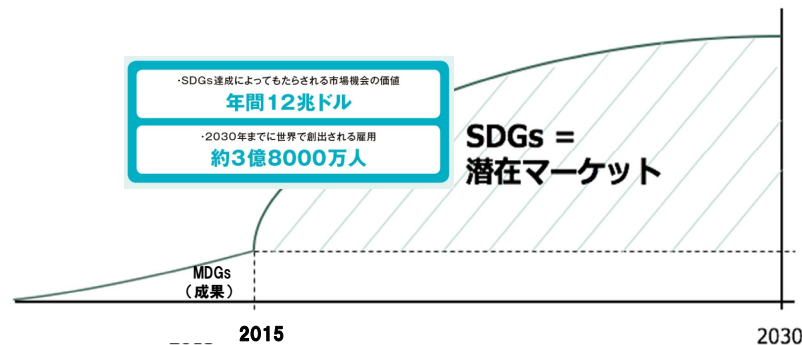 ・SDGs達成によってもたらされる市場機会の価値
年間12兆ドル
・2030年までに世界で創出される雇用
約3億8000万人
SDGs =
潜在マーケット
MDGs
（成果）
2015
2030